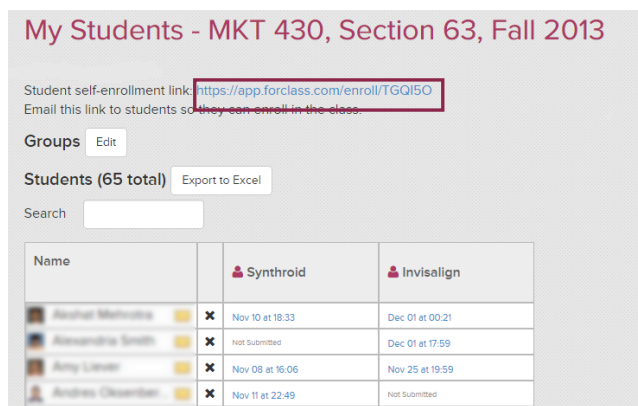 My Students - MKT 430, Section 63, Fall 2013
Student self-enrollment link: https://app.forclass.com/enroll/TGQI5O
Email this link to students so they can enroll in the class.
Groups Edit
Students (65 total) Export to Excel
Search
Name Synthroid Invisalign
Nov 10 at 18:33 Dec 01 at 00:21
Not Submitted Dec 01 at 17:59
Nov 08 at 16:06 Nov 25 at 19:59
Nov 11 at 22:49 Not Submitted